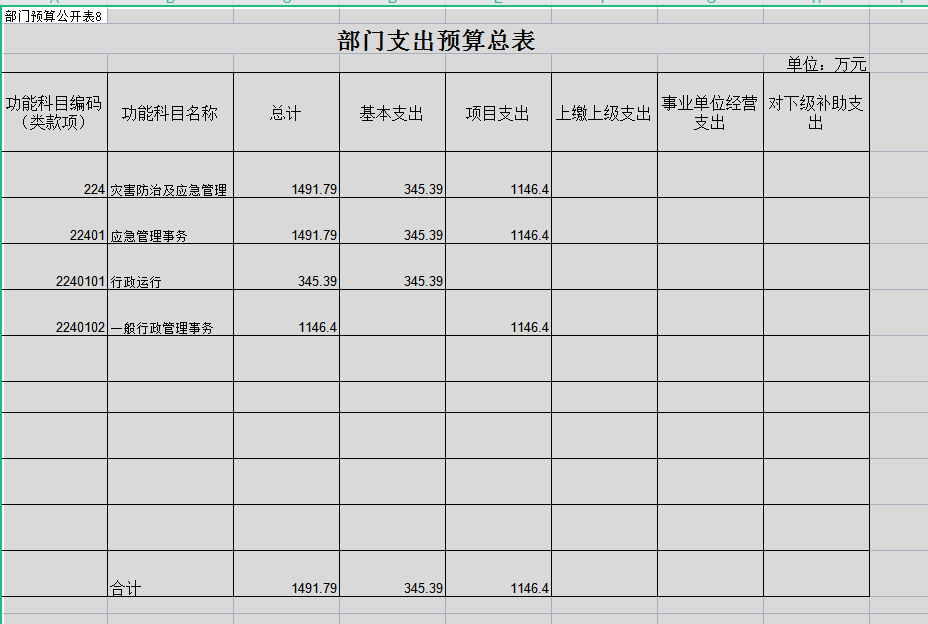 部门预算公开表8
部门支出预算总表
单位：万元
功能科目编码（类款项） 功能科目名称 总计 基本支出 项目支出 上缴上级支出 事业单位经营支出 对下级补助支出
224 灾害防治及应急管理 1491.79 345.39 1146.4
22401 应急管理事务 1491.79 345.39 1146.4
2240101 行政运行 345.39 345.39
2240102 一般行政管理事务 1146.4 1146.4
合计 1491.79 345.39 1146.4